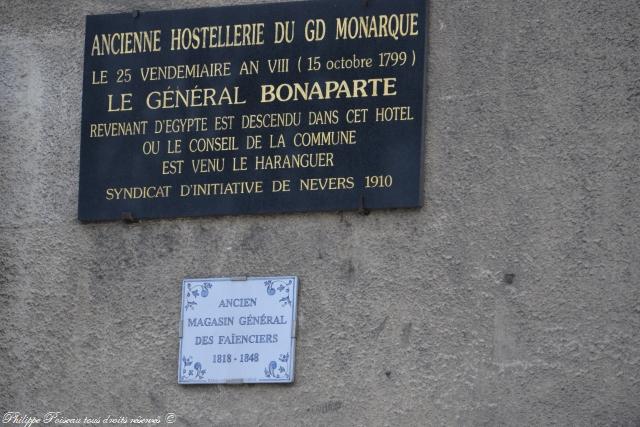 ANCIENNE HOSTELLERIE DU GD MONARQUE
LE 25 VENDEMIAIRE AN VIII ( 15 octobre 1799 )
LE GÉNÉRAL BONAPARTE
REVENANT D'EGYPTE EST DESCENDU DANS CET HOTEL
OU LE CONSEIL DE LA COMMUNE
EST VENU LE HARANGUER
SYNDICAT D'INITIATIVE DE NEVERS 1910
ANCIEN
MAGASIN GÉNÉRAL
DES FAÏENCIERS
1818 - 1848
Philippe Poiseau tous droits réservés ©